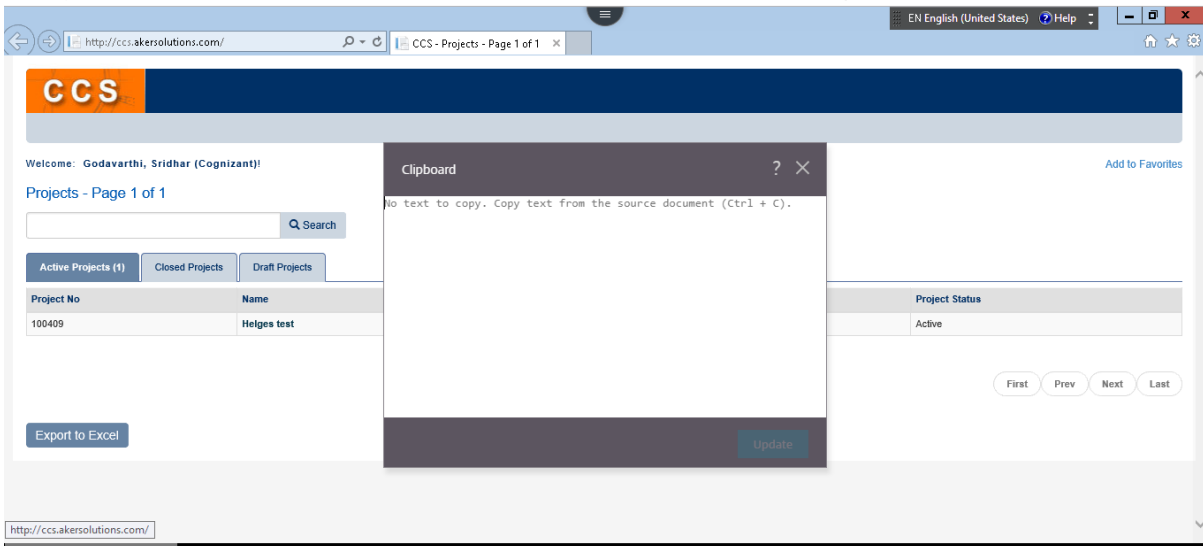 EN English (United States) ? Help
http://ccs.akersolutions.com/
CCS - Projects - Page 1 of 1
CCS
Welcome: Godavarthi, Sridhar (Cognizant)!
Add to Favorites
Projects - Page 1 of 1
Search
Active Projects (1) Closed Projects Draft Projects
Project No Name Project Status
100409 Helges test Active
First Prev Next Last
Export to Excel
Clipboard ?
No text to copy. Copy text from the source document (Ctrl + C).
Update
http://ccs.akersolutions.com/